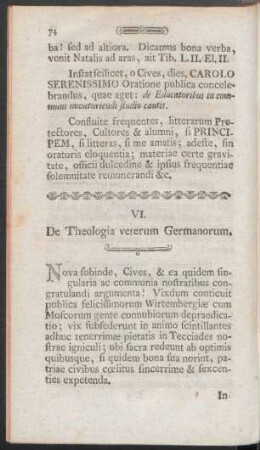 74
ba! sed ad altiora. Dicamus bona verba,
venit Natalis ad aras, ait Tib. L. II. El. II.
Instat scilicet, o Cives, dies, CAROLO
SERENISSIMO Oratione publica concele-
brandus, quae aget: de Educatoribus in com-
muni novaturiendi studio cautis.
Confluite frequentes, litterarum Pro-
tectores, Cultores & alumni, si PRINCI-
PEM, si litteras, si me amatis; adeste, sin
oratoris eloquentia; materiae certe gravi-
tate, officii dulcedine & ipsius frequentiae
solemnitate remunerandi &c.
VI.
De Theologia veterum Germanorum.
Nova subinde, Cives, & ea quidem sin-
gularia ac communia nostratibus con-
gratulandi argumenta! Vixdum conticuit
publica felicissimorum Wirtembergiae cum
Moscorum gente connubiorum depraedica-
tio; vix subsederunt in animo scintillantes
adhuc tenerrimae pietatis in Tecciades no-
strae igniculi; ubi sacra redeunt ab optimis
quibusque, si quidem bona sua norint, pa-
triae civibus coelitus sincerrime & sexcen-
ties expetenda.
In